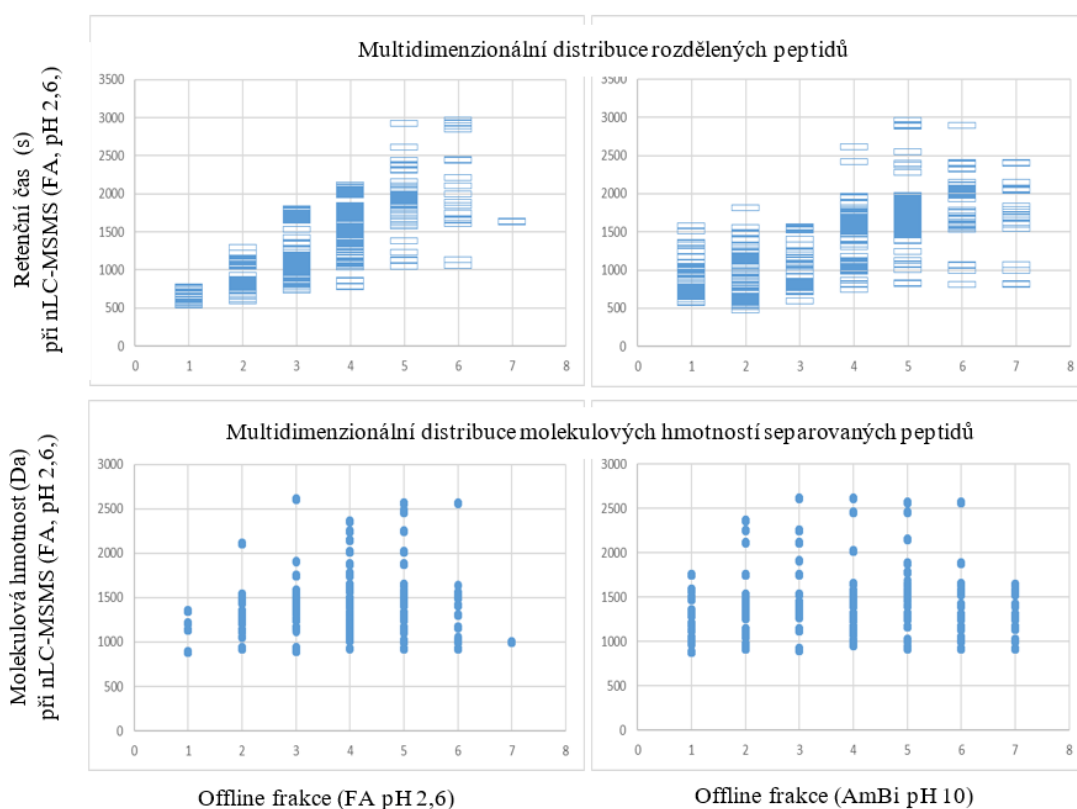 Multidimenzionální distribuce rozdělených peptidů
Retenční čas (s)
při nLC-MSMS (FA, pH 2,6,)
3500
3000
2500
2000
1500
1000
500
0
0 1 2 3 4 5 6 7 8
3500
3000
2500
2000
1500
1000
500
0
0 1 2 3 4 5 6 7 8
Multidimenzionální distribuce molekulových hmotností separovaných peptidů
Molekulová hmotnost (Da)
při nLC-MSMS (FA, pH 2,6,)
3000
2500
2000
1500
1000
500
0
0 1 2 3 4 5 6 7 8
3000
2500
2000
1500
1000
500
0
0 1 2 3 4 5 6 7 8
Offline frakce (FA pH 2,6)
Offline frakce (AmBi pH 10)